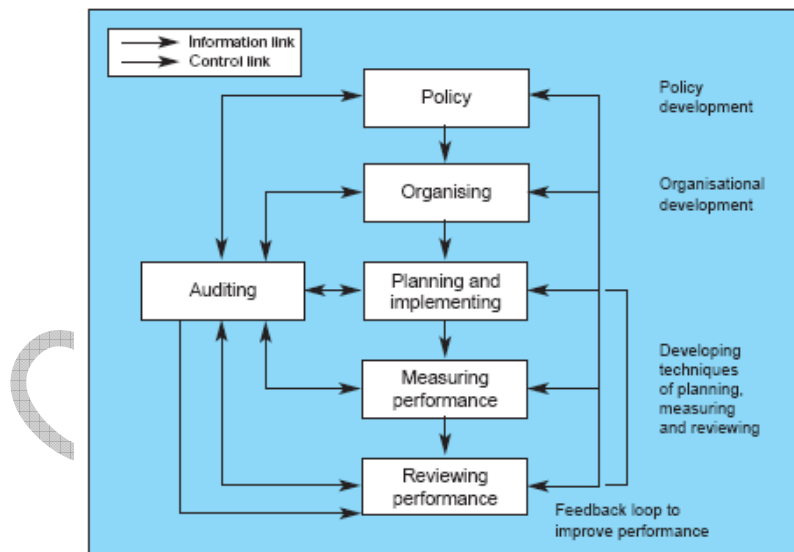 Information link
Control link
Policy
Policy
development
Organising
Organisational
development
Auditing
Planning and
implementing
Measuring
performance
Developing
techniques
of planning,
measuring
and reviewing
Reviewing
performance
Feedback loop to
improve performance